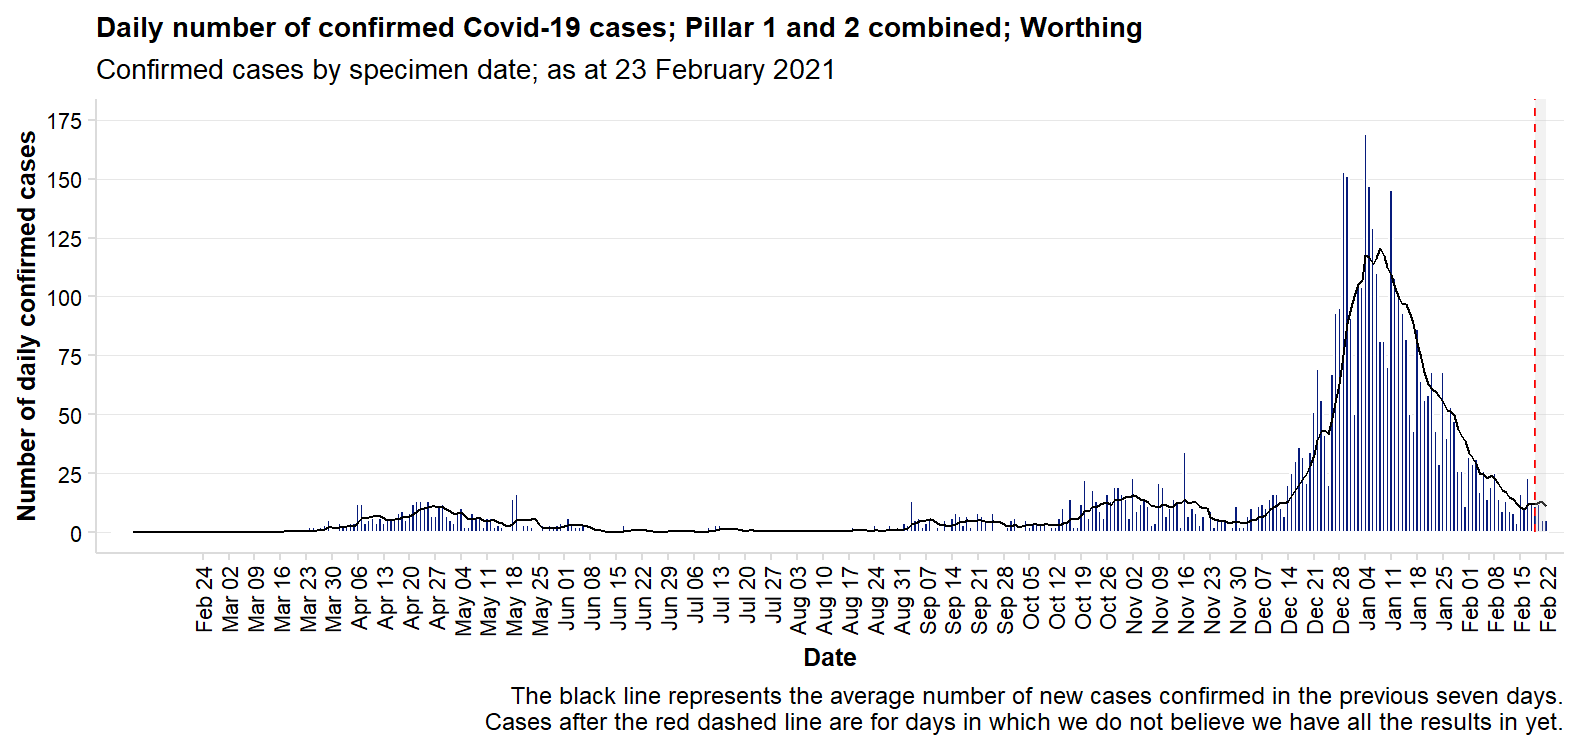 Daily number of confirmed Covid-19 cases; Pillar 1 and 2 combined; Worthing
Confirmed cases by specimen date; as at 23 February 2021
Number of daily confirmed cases
175
150
125
100
75
50
25
0
Feb 24
Mar 02
Mar 09
Mar 16
Mar 23
Mar 30
Apr 06
Apr 13
Apr 20
Apr 27
May 04
May 11
May 18
May 25
Jun 01
Jun 08
Jun 15
Jun 22
Jun 29
Jul 06
Jul 13
Jul 20
Jul 27
Aug 03
Aug 10
Aug 17
Aug 24
Aug 31
Sep 07
Sep 14
Sep 21
Sep 28
Oct 05
Oct 12
Oct 19
Oct 26
Nov 02
Nov 09
Nov 16
Nov 23
Nov 30
Dec 07
Dec 14
Dec 21
Dec 28
Jan 04
Jan 11
Jan 18
Jan 25
Feb 01
Feb 08
Feb 15
Feb 22
Date
The black line represents the average number of new cases confirmed in the previous seven days.
Cases after the red dashed line are for days in which we do not believe we have all the results in yet.